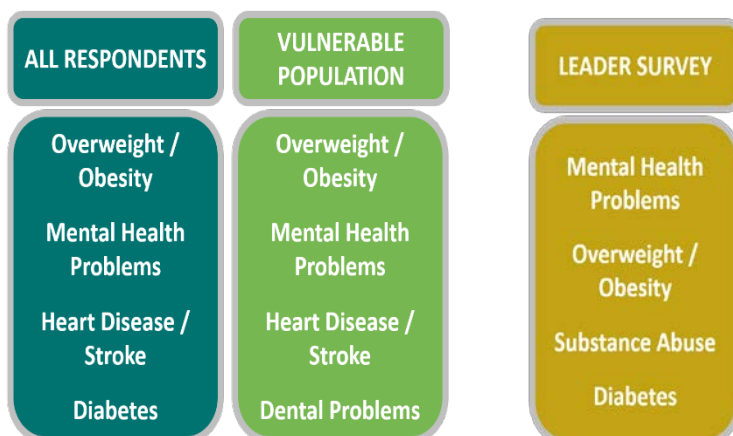 ALL RESPONDENTS
Overweight /
Obesity
Mental Health
Problems
Heart Disease /
Stroke
Diabetes
VULNERABLE
POPULATION
Overweight /
Obesity
Mental Health
Problems
Heart Disease /
Stroke
Dental Problems
LEADER SURVEY
Mental Health
Problems
Overweight /
Obesity
Substance Abuse
Diabetes